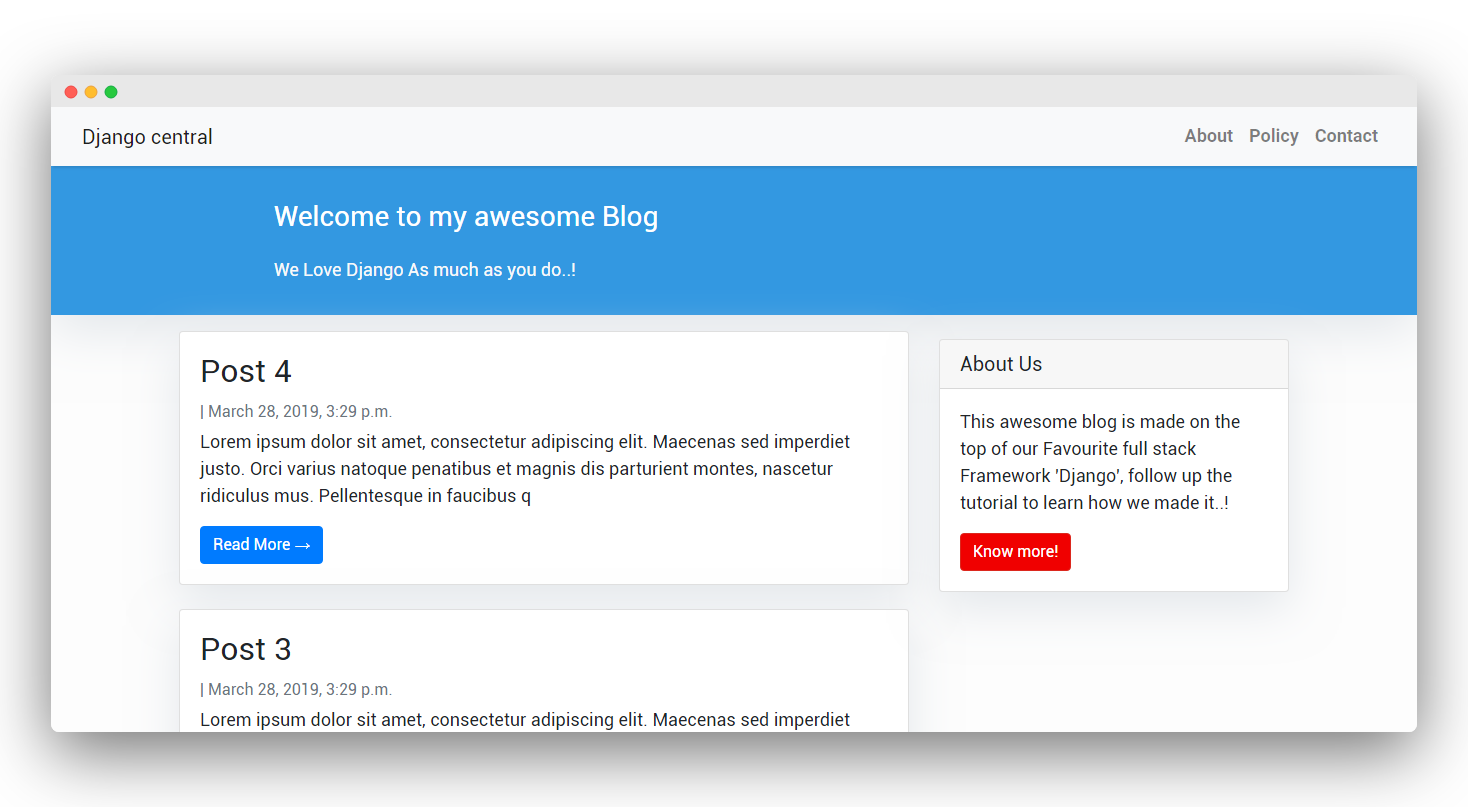 Django central
About Policy Contact
Welcome to my awesome Blog
We Love Django As much as you do..!
Post 4
| March 28, 2019, 3:29 p.m.
Lorem ipsum dolor sit amet, consectetur adipiscing elit. Maecenas sed imperdiet
justo. Orci varius natoque penatibus et magnis dis parturient montes, nascetur
ridiculus mus. Pellentesque in faucibus q
Read More →
Post 3
| March 28, 2019, 3:29 p.m.
Lorem ipsum dolor sit amet, consectetur adipiscing elit. Maecenas sed imperdiet
About Us
This awesome blog is made on the
top of our Favourite full stack
Framework 'Django', follow up the
tutorial to learn how we made it..!
Know more!